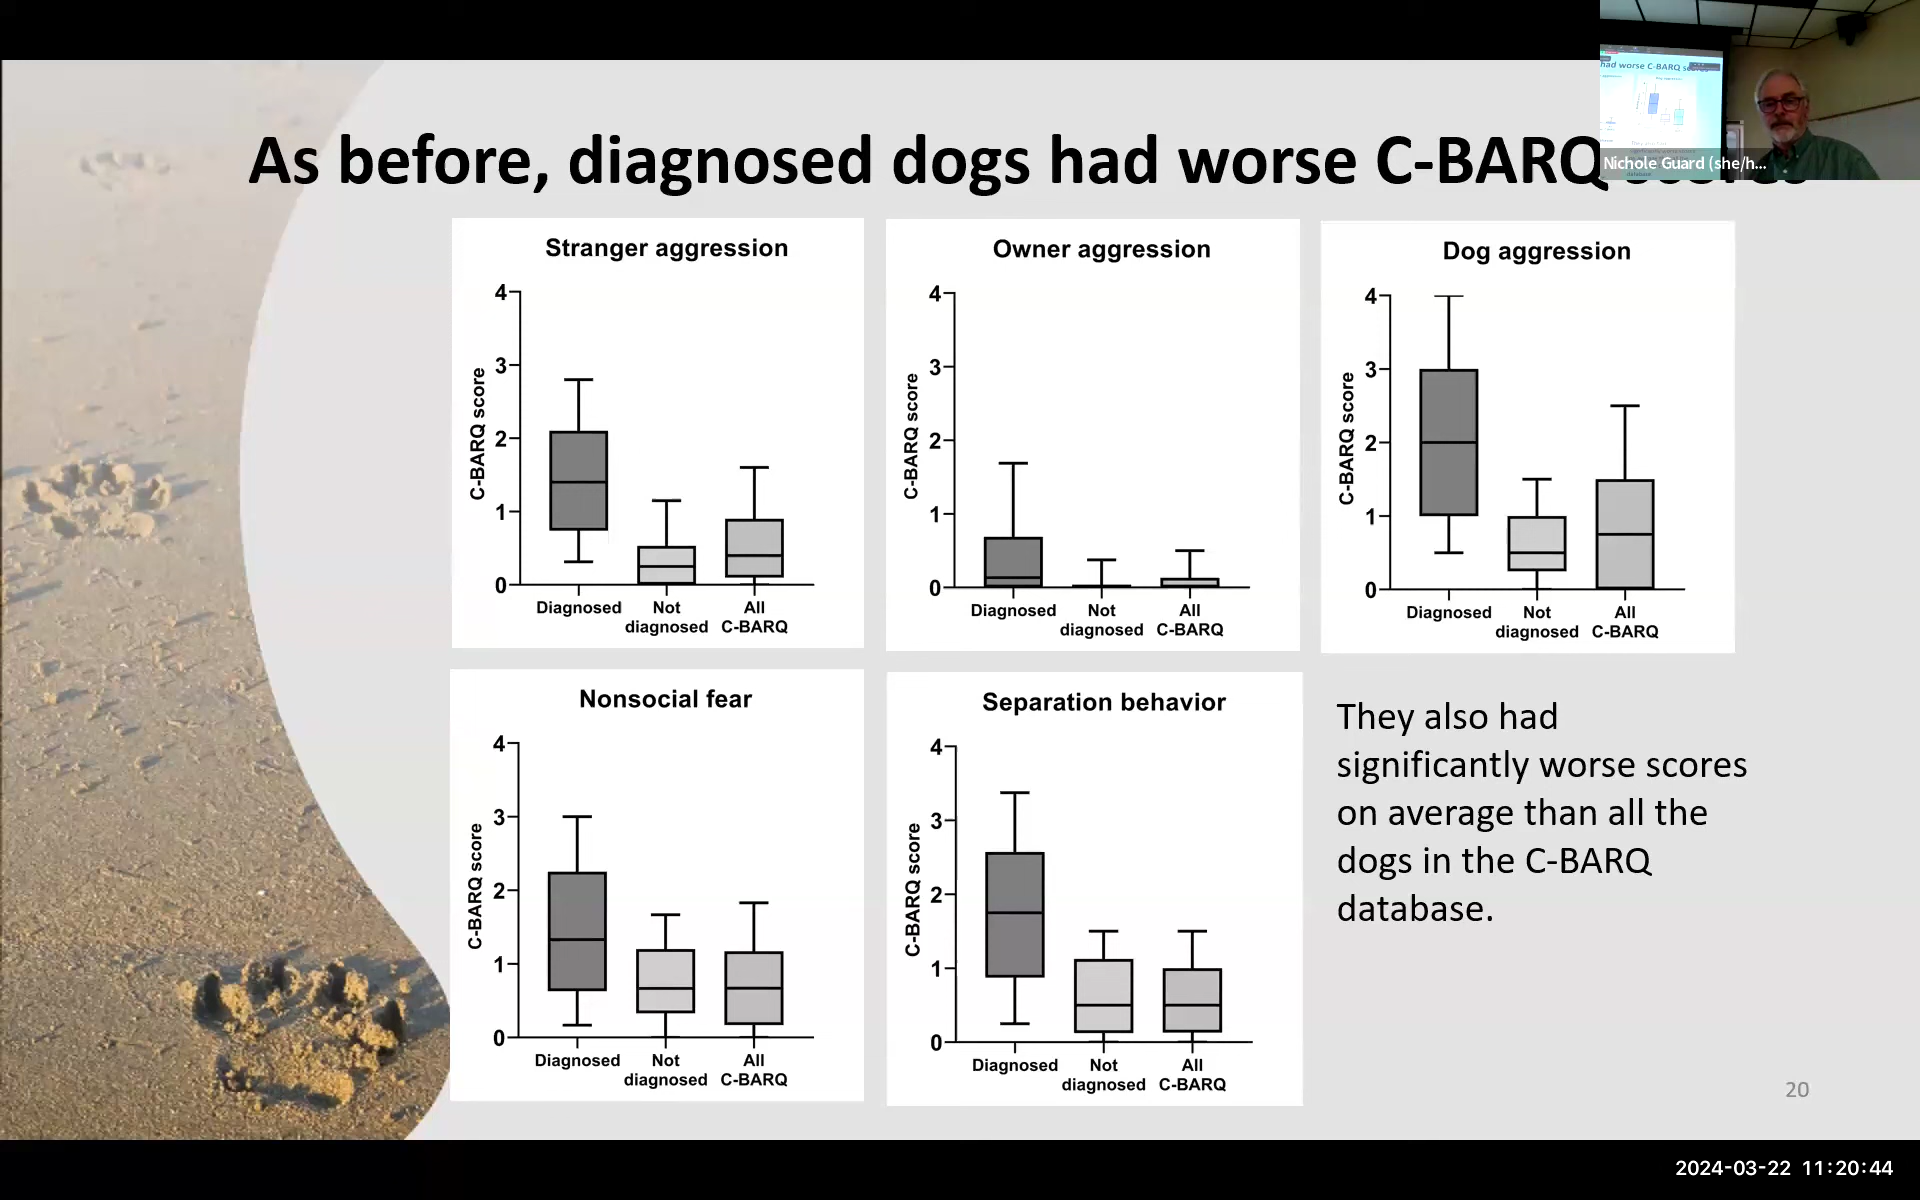 As before, diagnosed dogs had worse C-BARQ
Nichole Guard (she/h...
had worse C-BARQ
Stranger aggression
4
3
2
1
0
C-BARQ score
Diagnosed
Not
diagnosed
All
C-BARQ
Owner aggression
4
3
2
1
0
C-BARQ score
Diagnosed
Not
diagnosed
All
C-BARQ
Dog aggression
4
3
2
1
0
C-BARQ score
Diagnosed
Not
diagnosed
All
C-BARQ
Nonsocial fear
4
3
2
1
0
C-BARQ score
Diagnosed
Not
diagnosed
All
C-BARQ
Separation behavior
4
3
2
1
0
C-BARQ score
Diagnosed
Not
diagnosed
All
C-BARQ
They also had
significantly worse scores
on average than all the
dogs in the C-BARQ
database.
20
2024-03-22 11:20:44